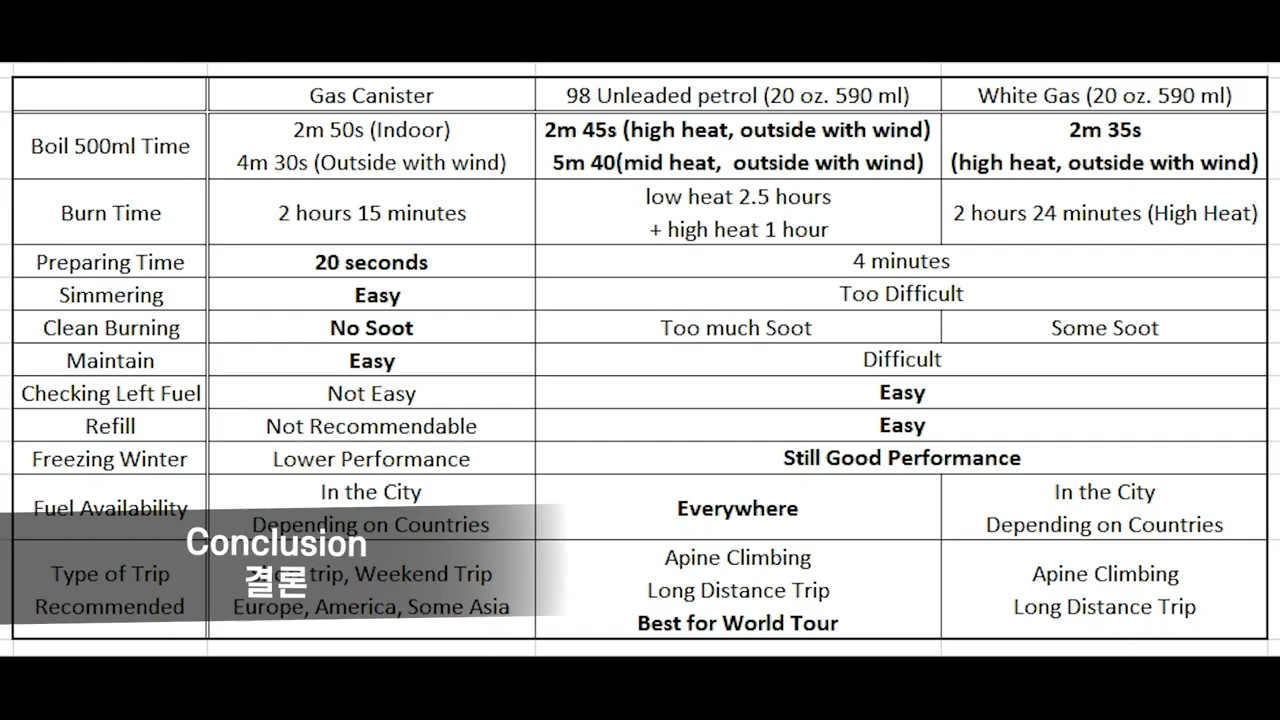 Gas Canister
98 Unleaded petrol (20 oz. 590 ml)
White Gas (20 oz. 590 ml)
Boil 500ml Time
2m 50s (Indoor)
4m 30s (Outside with wind)
2m 45s (high heat, outside with wind)
5m 40(mid heat, outside with wind)
2m 35s
(high heat, outside with wind)
Burn Time
2 hours 15 minutes
low heat 2.5 hours
+ high heat 1 hour
2 hours 24 minutes (High Heat)
Preparing Time
20 seconds
4 minutes
Simmering
Easy
Too Difficult
Clean Burning
No Soot
Too much Soot
Some Soot
Maintain
Easy
Difficult
Checking Left Fuel
Not Easy
Easy
Refill
Not Recommendable
Easy
Freezing Winter
Lower Performance
Still Good Performance
Fuel Availability
In the City
Depending on Countries
Everywhere
In the City
Depending on Countries
Type of Trip
Recommended
trip, Weekend Trip
Europe, America, Some Asia
Apine Climbing
Long Distance Trip
Best for World Tour
Apine Climbing
Long Distance Trip
Conclusion
결론